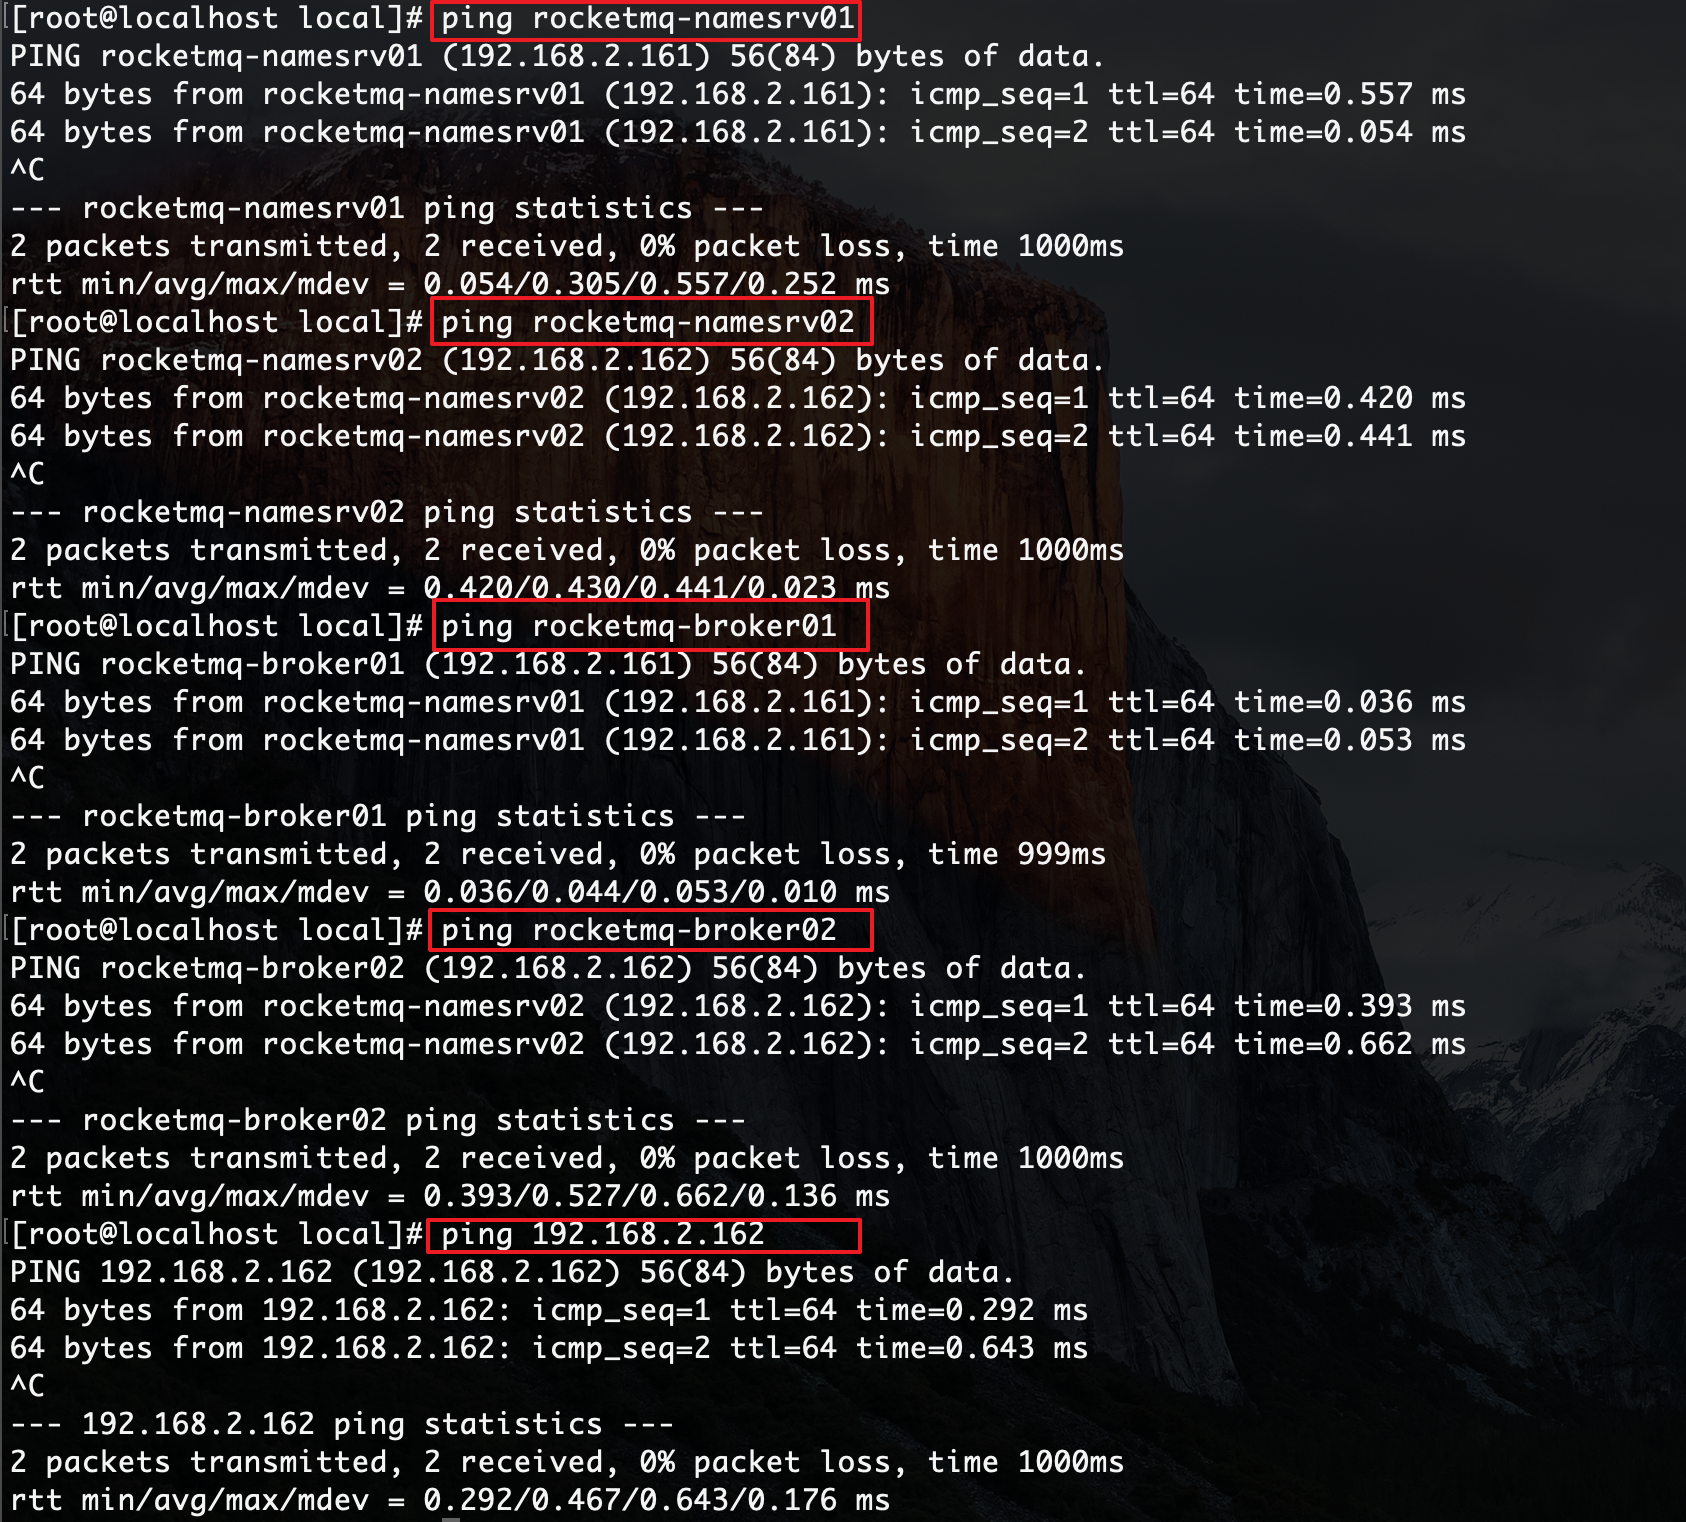 [root@localhost local]# ping rocketmq-namesrv01
PING rocketmq-namesrv01 (192.168.2.161) 56(84) bytes of data.
64 bytes from rocketmq-namesrv01 (192.168.2.161): icmp_seq=1 ttl=64 time=0.557 ms
64 bytes from rocketmq-namesrv01 (192.168.2.161): icmp_seq=2 ttl=64 time=0.054 ms
^C
--- rocketmq-namesrv01 ping statistics ---
2 packets transmitted, 2 received, 0% packet loss, time 1000ms
rtt min/avg/max/mdev = 0.054/0.305/0.557/0.252 ms
[root@localhost local]# ping rocketmq-namesrv02
PING rocketmq-namesrv02 (192.168.2.162) 56(84) bytes of data.
64 bytes from rocketmq-namesrv02 (192.168.2.162): icmp_seq=1 ttl=64 time=0.420 ms
64 bytes from rocketmq-namesrv02 (192.168.2.162): icmp_seq=2 ttl=64 time=0.441 ms
^C
--- rocketmq-namesrv02 ping statistics ---
2 packets transmitted, 2 received, 0% packet loss, time 1000ms
rtt min/avg/max/mdev = 0.420/0.430/0.441/0.023 ms
[root@localhost local]# ping rocketmq-broker01
PING rocketmq-broker01 (192.168.2.161) 56(84) bytes of data.
64 bytes from rocketmq-namesrv01 (192.168.2.161): icmp_seq=1 ttl=64 time=0.036 ms
64 bytes from rocketmq-namesrv01 (192.168.2.161): icmp_seq=2 ttl=64 time=0.053 ms
^C
--- rocketmq-broker01 ping statistics ---
2 packets transmitted, 2 received, 0% packet loss, time 999ms
rtt min/avg/max/mdev = 0.036/0.044/0.053/0.010 ms
[root@localhost local]# ping rocketmq-broker02
PING rocketmq-broker02 (192.168.2.162) 56(84) bytes of data.
64 bytes from rocketmq-namesrv02 (192.168.2.162): icmp_seq=1 ttl=64 time=0.393 ms
64 bytes from rocketmq-namesrv02 (192.168.2.162): icmp_seq=2 ttl=64 time=0.662 ms
^C
--- rocketmq-broker02 ping statistics ---
2 packets transmitted, 2 received, 0% packet loss, time 1000ms
rtt min/avg/max/mdev = 0.393/0.527/0.662/0.136 ms
[root@localhost local]# ping 192.168.2.162
PING 192.168.2.162 (192.168.2.162) 56(84) bytes of data.
64 bytes from 192.168.2.162: icmp_seq=1 ttl=64 time=0.292 ms
64 bytes from 192.168.2.162: icmp_seq=2 ttl=64 time=0.643 ms
^C
--- 192.168.2.162 ping statistics ---
2 packets transmitted, 2 received, 0% packet loss, time 1000ms
rtt min/avg/max/mdev = 0.292/0.467/0.643/0.176 ms